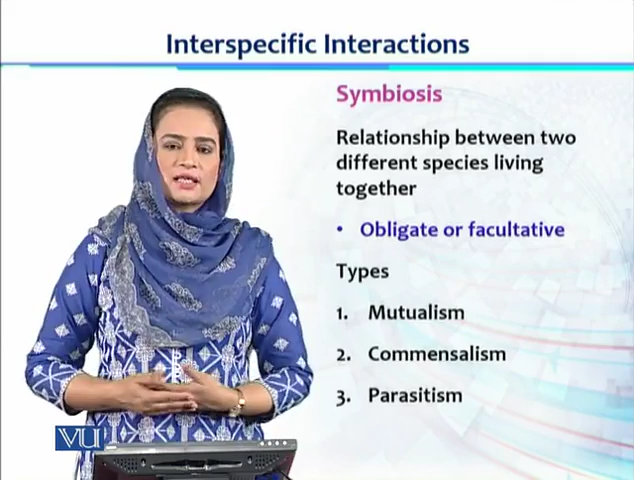 Interspecific Interactions
Symbiosis
Relationship between two
different species living
together
• Obligate or facultative
Types
1. Mutualism
2. Commensalism
3. Parasitism
VU